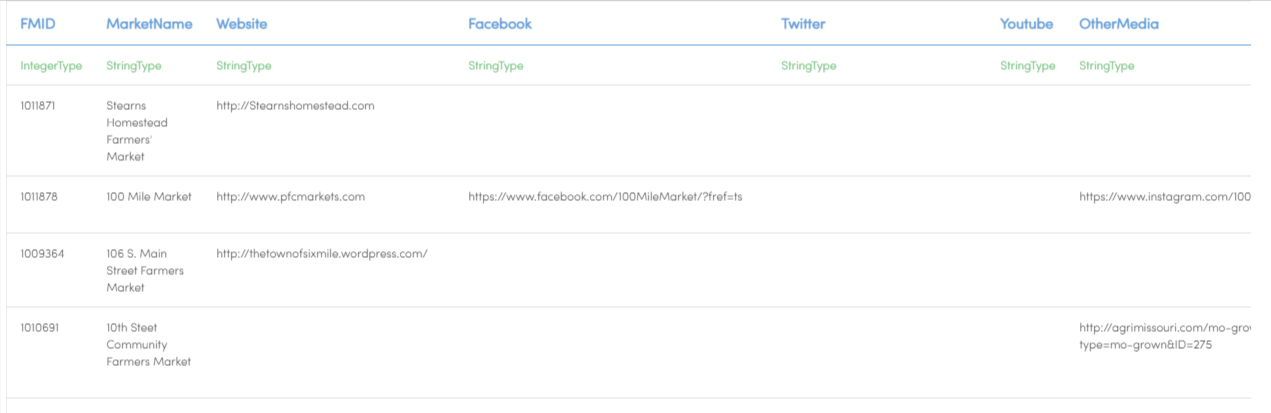 FMID MarketName Website Facebook Twitter Youtube OtherMedia
IntegerType StringType StringType StringType StringType StringType StringType
1011871 Stearns http://Stearnshomestead.com
Homestead
Farmers'
Market
1011878 100 Mile Market http://www.pfcmarkets.com https://www.facebook.com/100MileMarket/?fref=ts https://www.instagram.com/100
1009364 106 S. Main http://thetownofsixmile.wordpress.com/
Street Farmers
Market
1010691 10th Steet http://agrimissouri.com/mo-grov
Community type=mo-grown&ID=275
Farmers Market